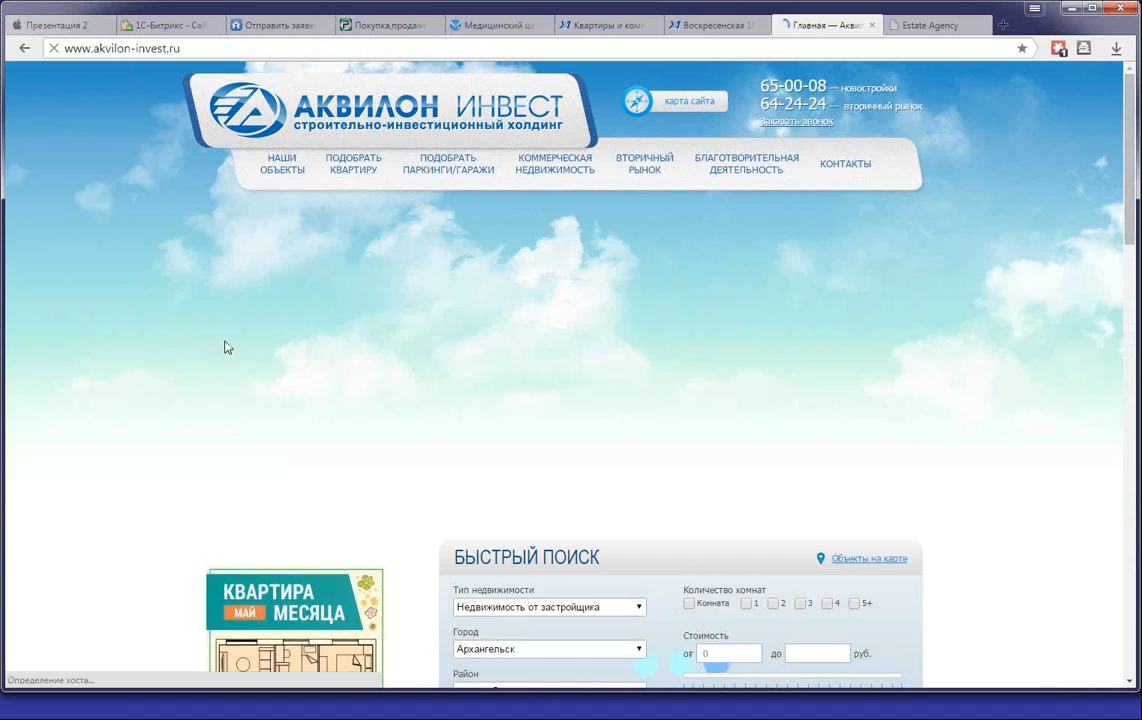 Презентация 2
1С-Битрикс - Сай
Отправить заявк
Покупка,продаж
Медицинский це
Квартиры и ком
Воскресенская 1
Главная — Акви
Estate Agency
www.akvilon-invest.ru
АКВИЛОН ИНВЕСТ
строительно-инвестиционный холдинг
карта сайта
65-00-08 — новостройки
64-24-24 — вторичный рынок
Заказать звонок
НАШИ ОБЪЕКТЫ
ПОДОБРАТЬ КВАРТИРУ
ПОДОБРАТЬ ПАРКИНГИ/ГАРАЖИ
КОММЕРЧЕСКАЯ НЕДВИЖИМОСТЬ
ВТОРИЧНЫЙ РЫНОК
БЛАГОТВОРИТЕЛЬНАЯ ДЕЯТЕЛЬНОСТЬ
КОНТАКТЫ
КВАРТИРА
МАЙ МЕСЯЦА
БЫСТРЫЙ ПОИСК
Объекты на карте
Тип недвижимости
Недвижимость от застройщика
Город
Архангельск
Район
Количество комнат
Комната 1 2 3 4 5+
Стоимость
от 0 до руб.
Определение хоста...